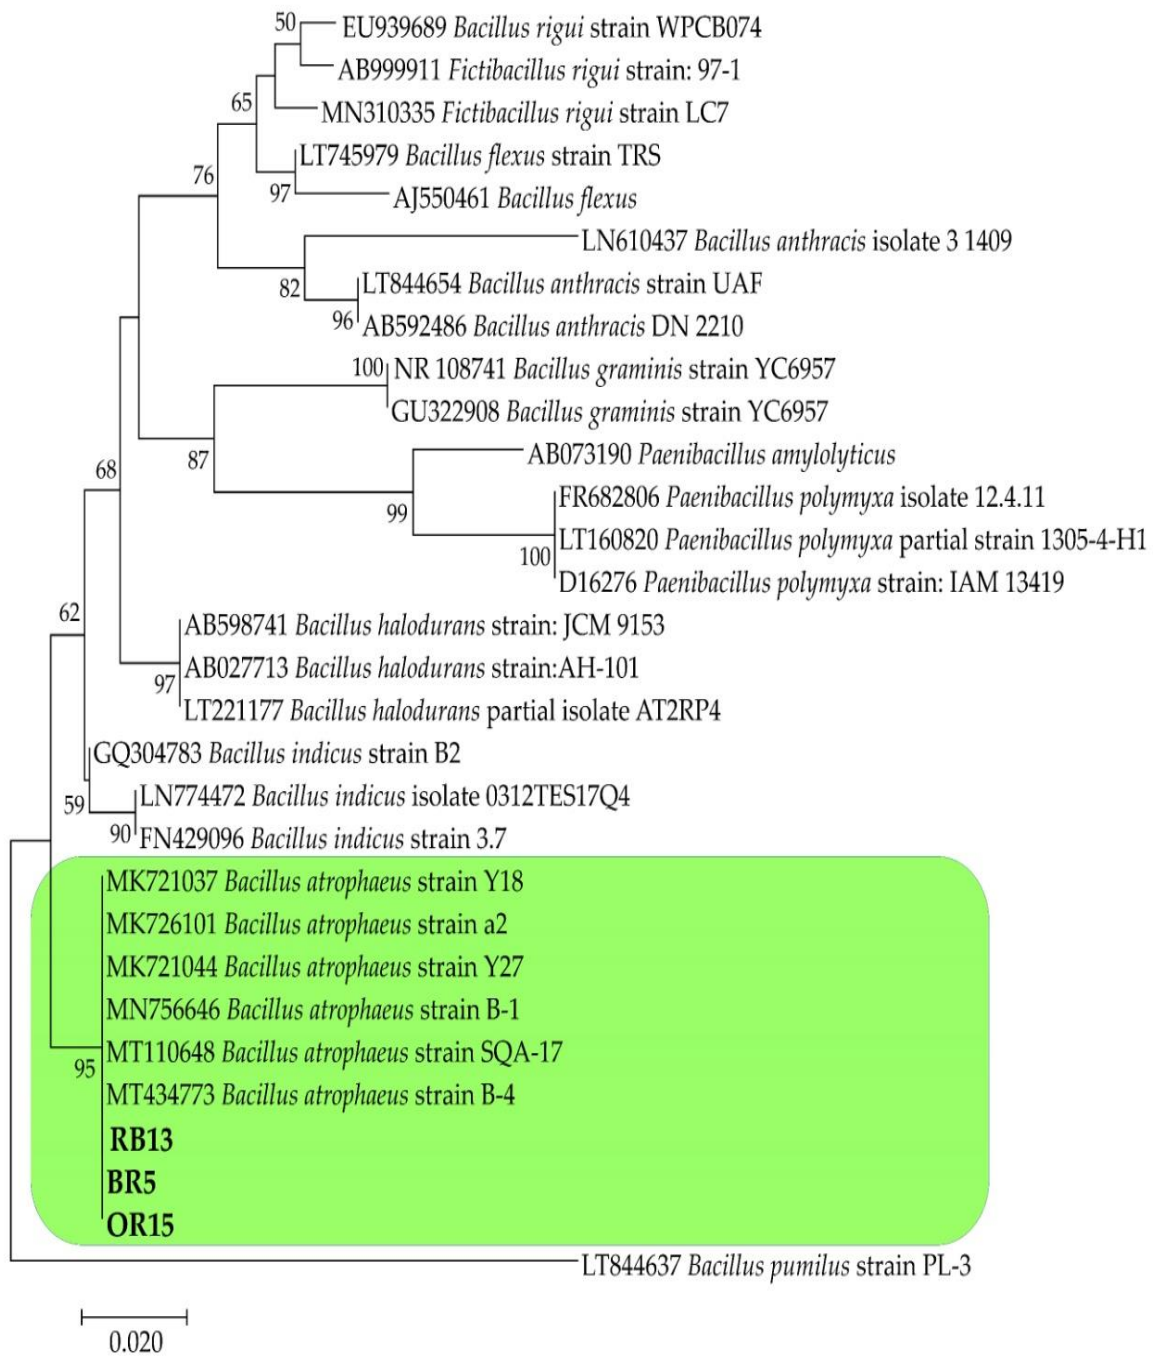 50
EU939689 Bacillus rigui strain WPCB074
AB999911 Fictibacillus rigui strain: 97-1
65
MN310335 Fictibacillus rigui strain LC7
LT745979 Bacillus flexus strain TRS
76
97
AJ550461 Bacillus flexus
LN610437 Bacillus anthracis isolate 3 1409
LT844654 Bacillus anthracis strain UAF
82
96
AB592486 Bacillus anthracis DN 2210
100
NR 108741 Bacillus graminis strain YC6957
GU322908 Bacillus graminis strain YC6957
87
AB073190 Paenibacillus amylolyticus
68
FR682806 Paenibacillus polymyxa isolate 12.4.11
99
LT160820 Paenibacillus polymyxa partial strain 1305-4-H1
100
D16276 Paenibacillus polymyxa strain: IAM 13419
62
AB598741 Bacillus halodurans strain: JCM 9153
AB027713 Bacillus halodurans strain:AH-101
97
LT221177 Bacillus halodurans partial isolate AT2RP4
GQ304783 Bacillus indicus strain B2
59
LN774472 Bacillus indicus isolate 0312TES17Q4
90
FN429096 Bacillus indicus strain 3.7
MK721037 Bacillus atrophaeus strain Y18
MK726101 Bacillus atrophaeus strain a2
MK721044 Bacillus atrophaeus strain Y27
MN756646 Bacillus atrophaeus strain B-1
MT110648 Bacillus atrophaeus strain SQA-17
95
MT434773 Bacillus atrophaeus strain B-4
RB13
BR5
OR15
LT844637 Bacillus pumilus strain PL-3
0.020